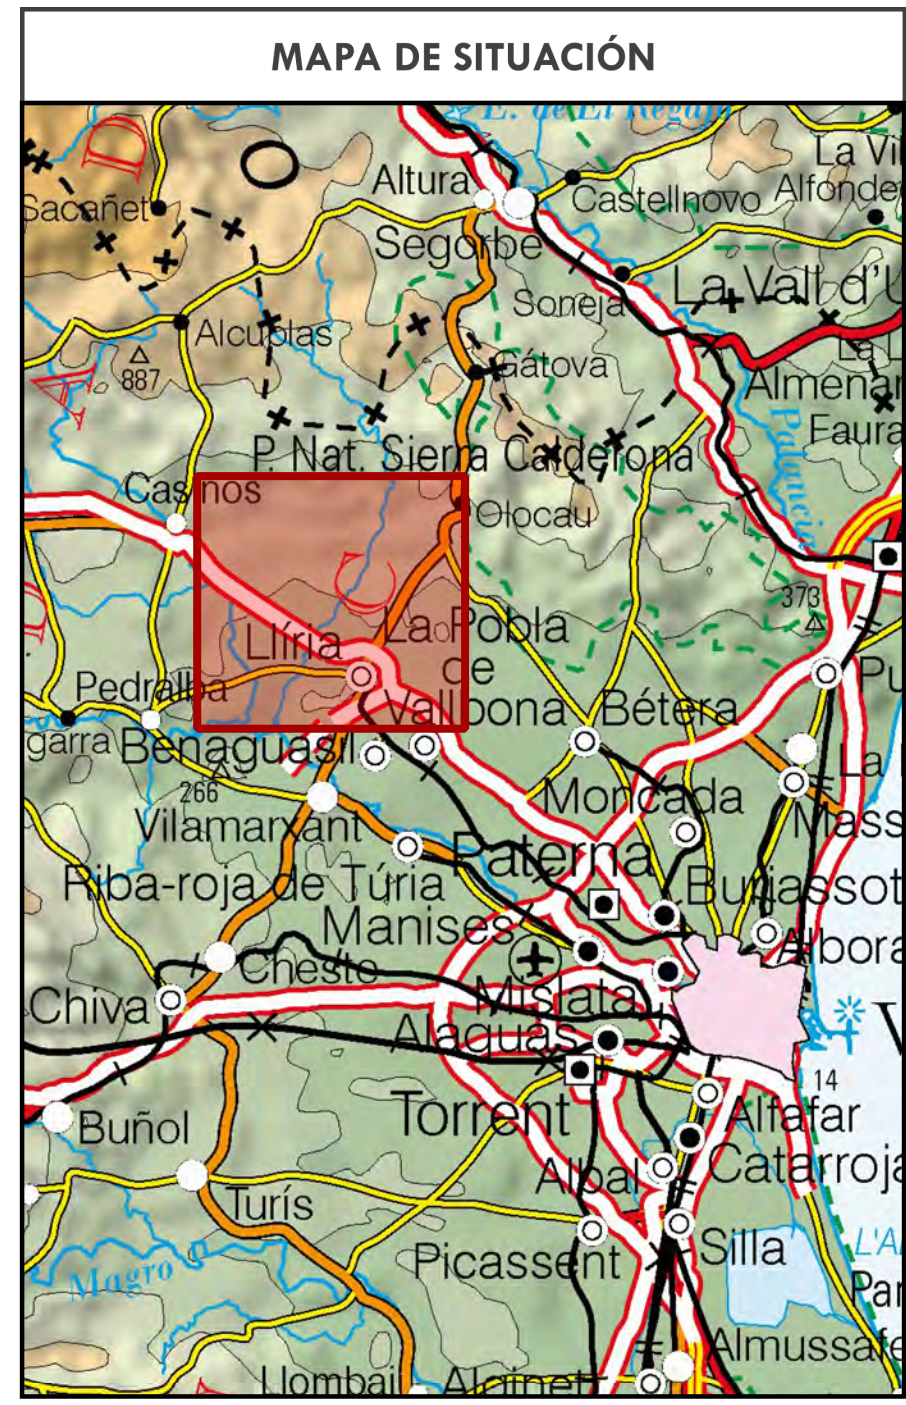 MAPA DE SITUACIÓN
E. de El Regajo
D
O
La Vi
Altura
Castellnovo
Alfonde
Sacañet
Segorbe
La Vall d'U
Soneja
Alcublas
887
A
Gátova
La L
Almenar
Faura
Palancia
P. Nat. Sierra Calderona
Casinos
Olocau
C
373
D
La Pobla
de
Vallbona
Llíria
Pedralba
Pu
Bétera
garra
Benaguasil
La
266
Moncada
Mass
Vilamarxant
Paterna
Riba-roja de Túria
Burjassot
Manises
Albora
Cheste
Chiva
Mislata
V
Alaquàs
14
Torrent
Alfafar
Buñol
Albal
Catarroja
Turís
Silla
L'A
Picassent
Magro
Par
Almussafe
Llombai
Alginet